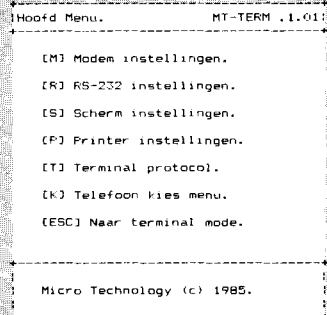 Hoofd Menu. MT-TERM .1.01
[M] Modem instellingen.
[R] RS-232 instellingen.
[S] Scherm instellingen.
[P] Printer instellingen.
[T] Terminal protocol.
[K] Telefoon kies menu.
[ESC] Naar terminal mode.
Micro Technology (c) 1985.